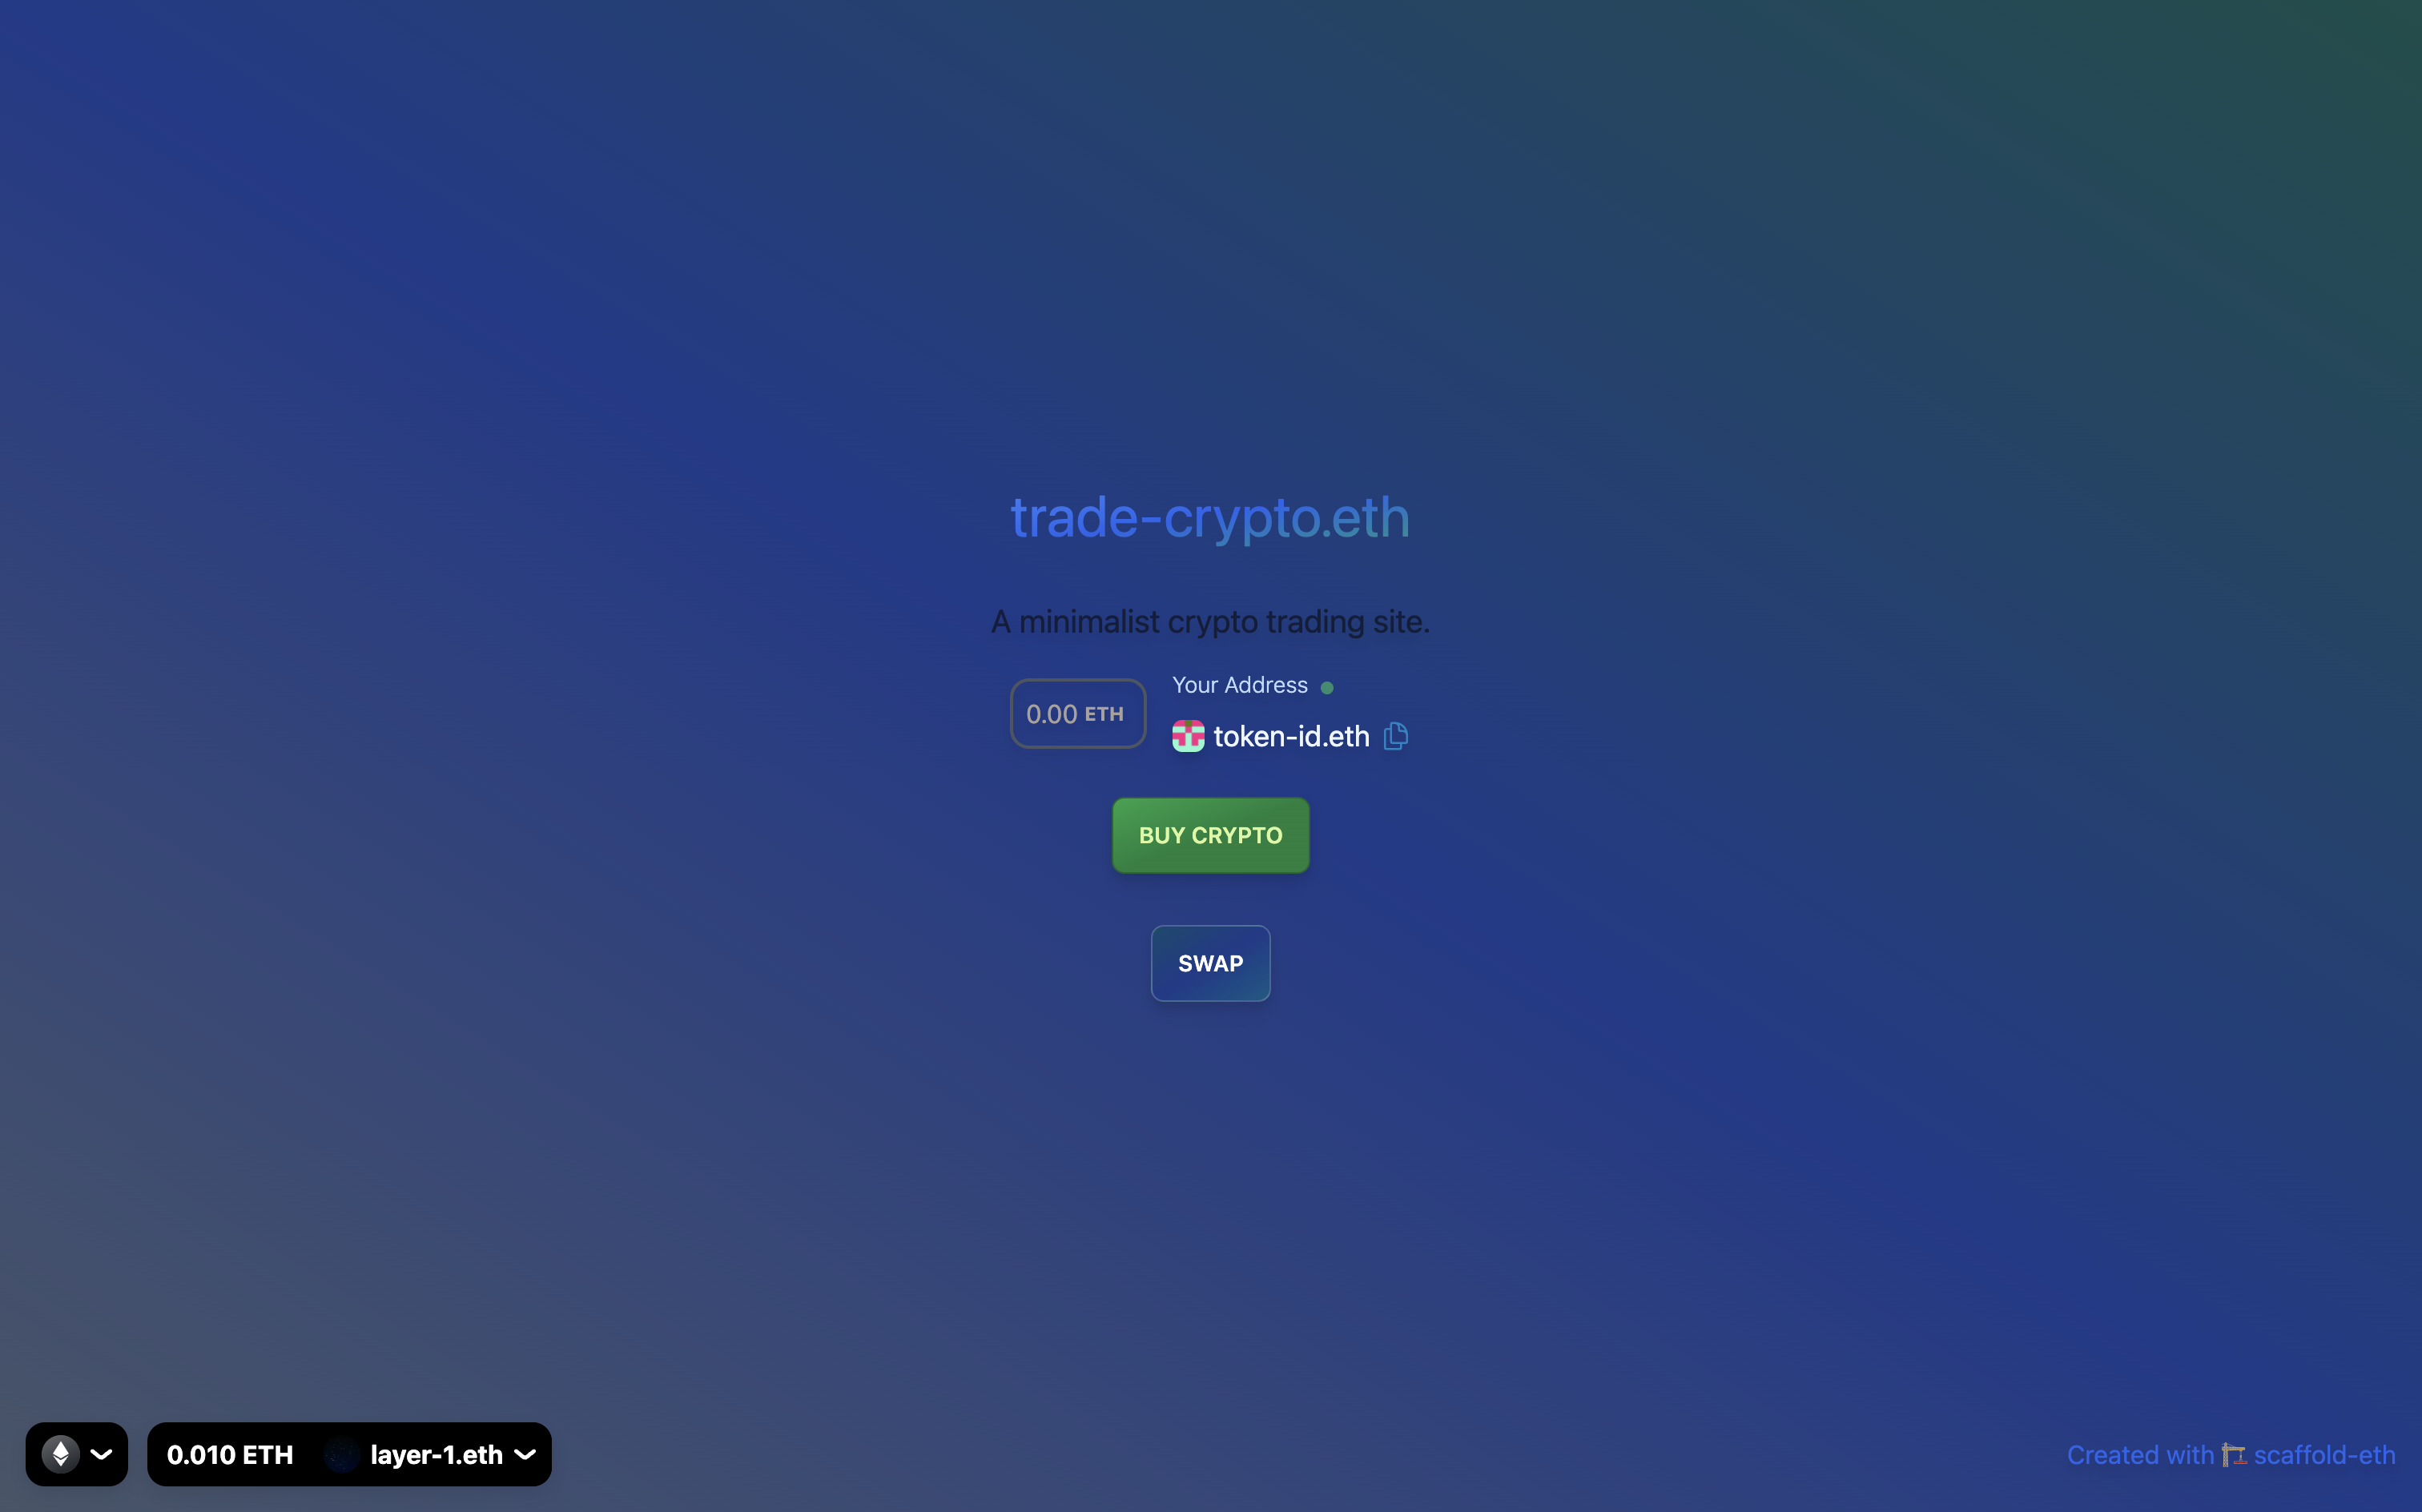 trade-crypto.eth
A minimalist crypto trading site.
0.00 ETH
Your Address
token-id.eth
BUY CRYPTO
SWAP
0.010 ETH layer-1.eth
Created with scaffold-eth